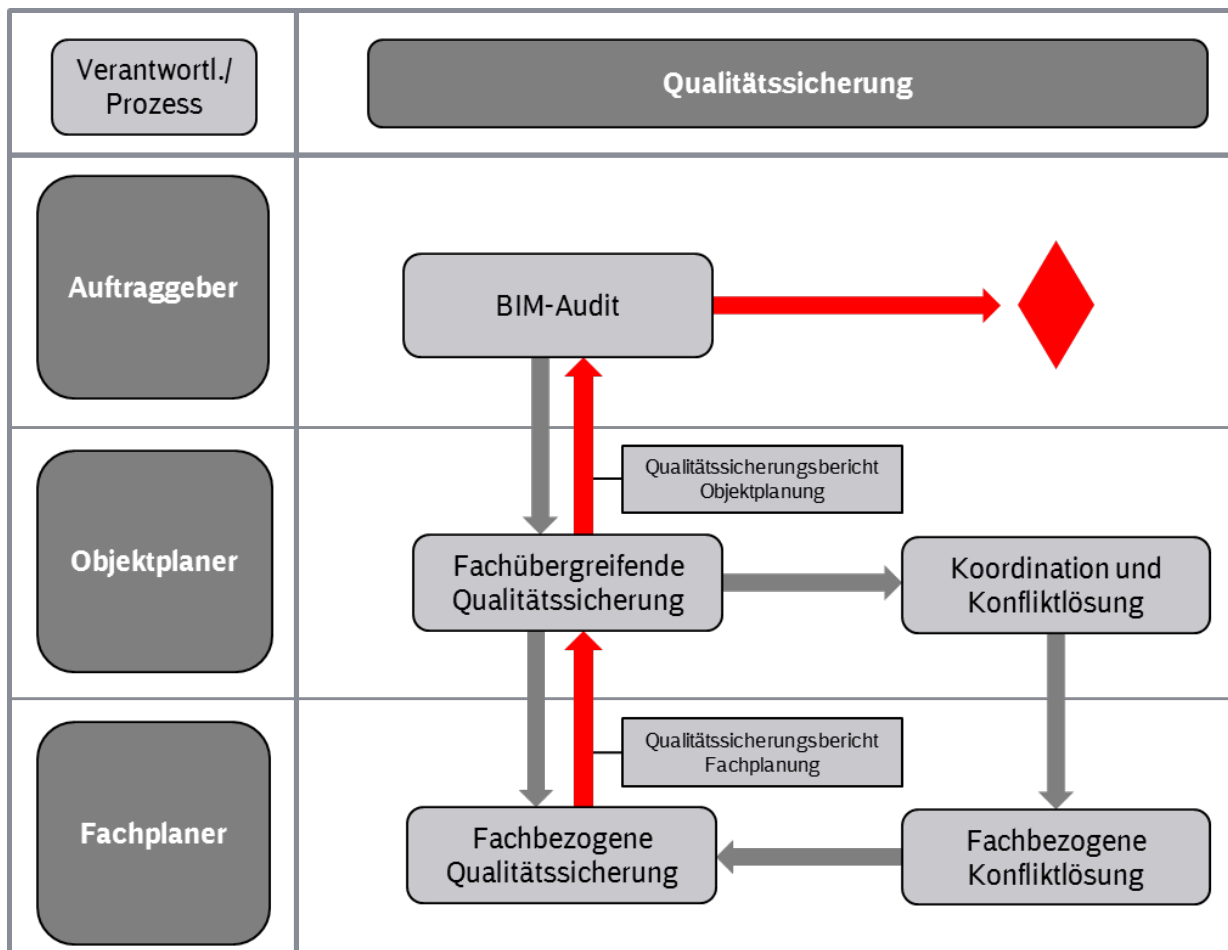 Verantwortl./
Prozess
Qualitätssicherung
Auftraggeber
BIM-Audit
Qualitätssicherungsbericht
Objektplanung
Objektplaner
Fachübergreifende
Qualitätssicherung
Koordination und
Konfliktlösung
Qualitätssicherungsbericht
Fachplanung
Fachplaner
Fachbezogene
Qualitätssicherung
Fachbezogene
Konfliktlösung